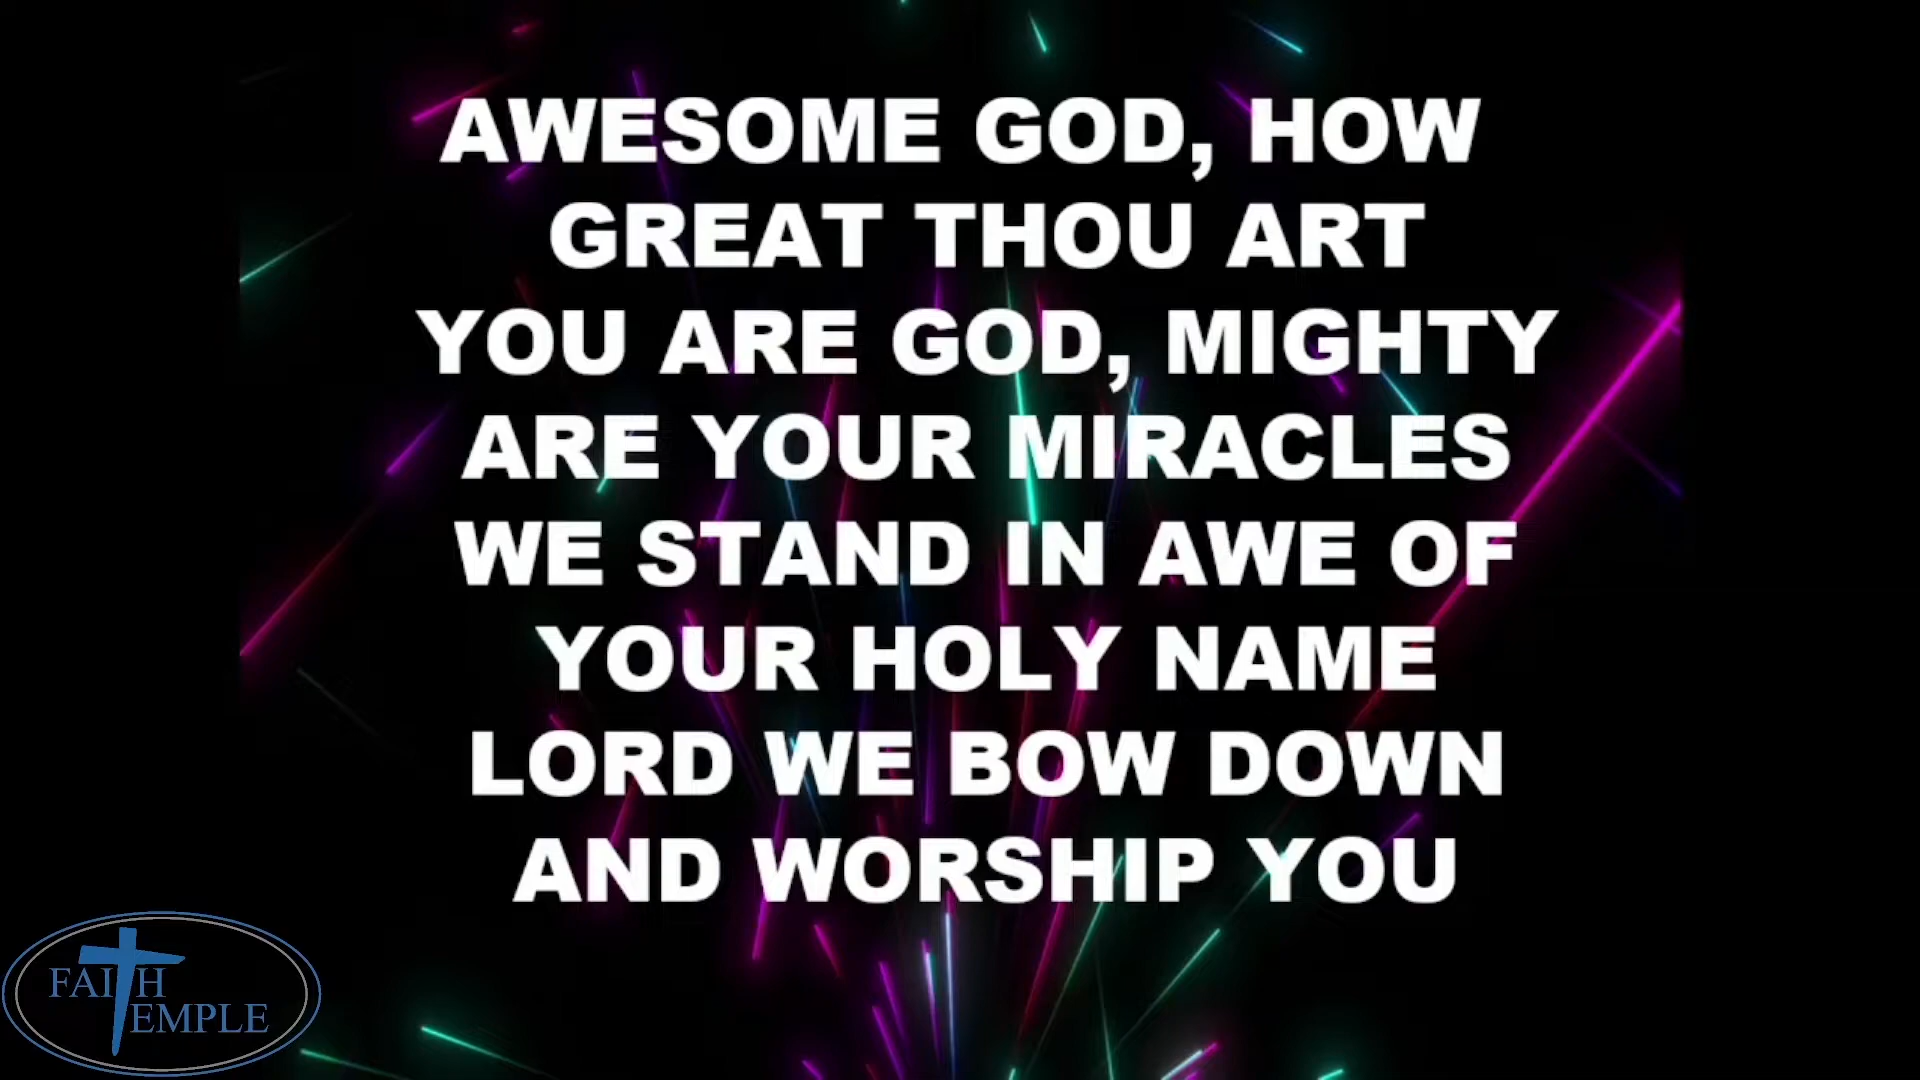 AWESOME GOD, HOW
GREAT THOU ART
YOU ARE GOD, MIGHTY
ARE YOUR MIRACLES
WE STAND IN AWE OF
YOUR HOLY NAME
LORD WE BOW DOWN
AND WORSHIP YOU
FAITH
TEMPLE